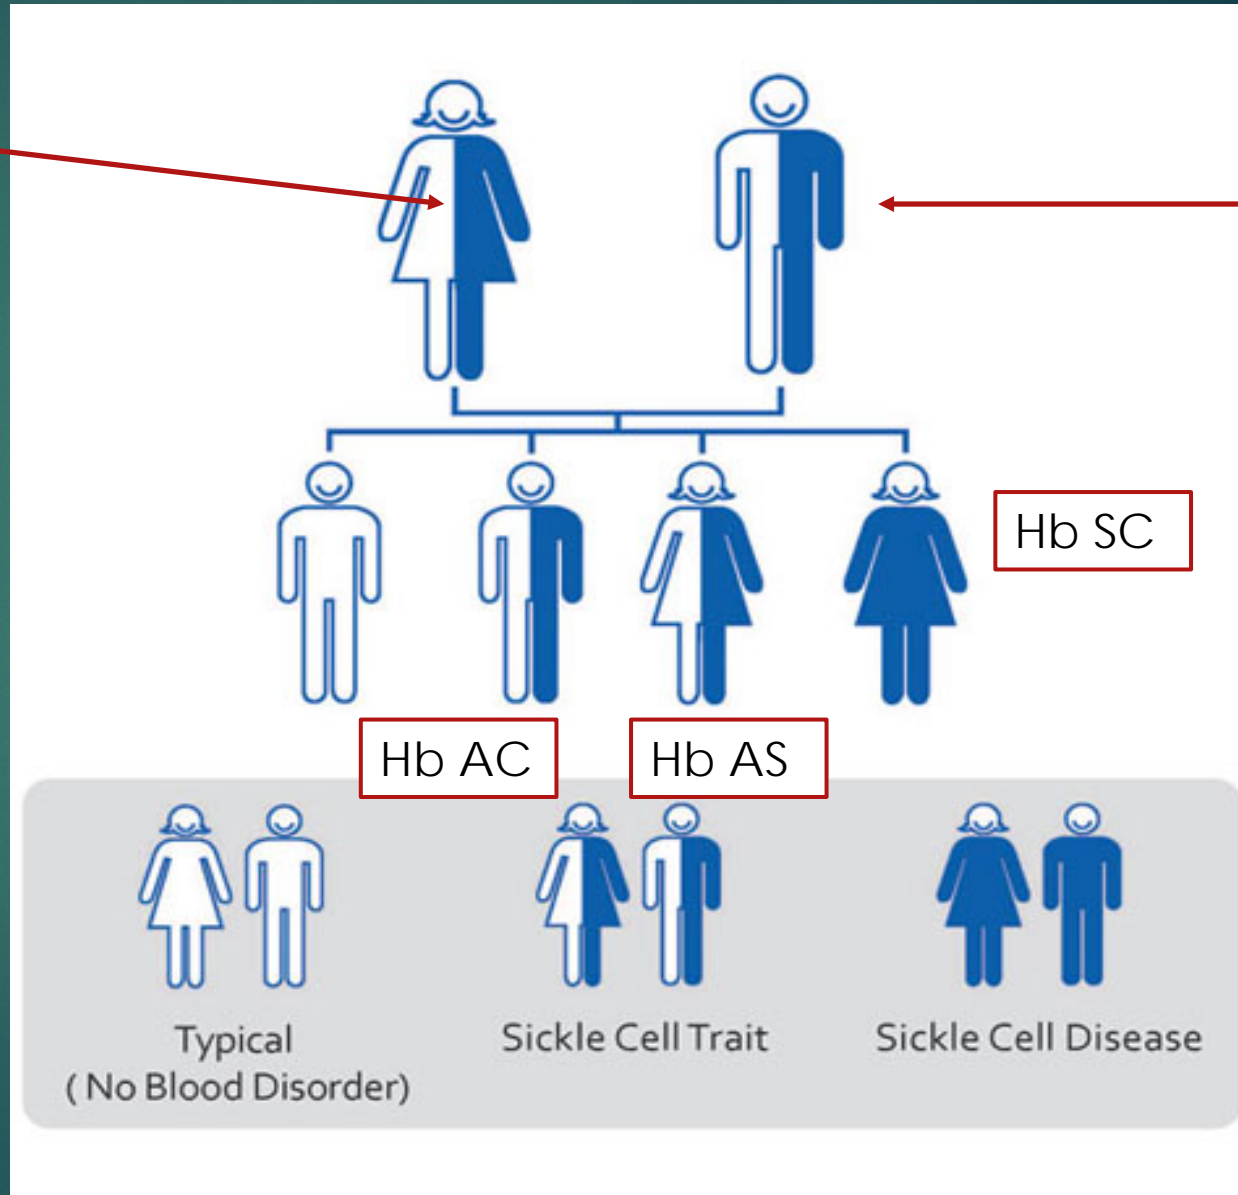 Hb SC
Hb AC
Hb AS
Typical
( No Blood Disorder)
Sickle Cell Trait
Sickle Cell Disease